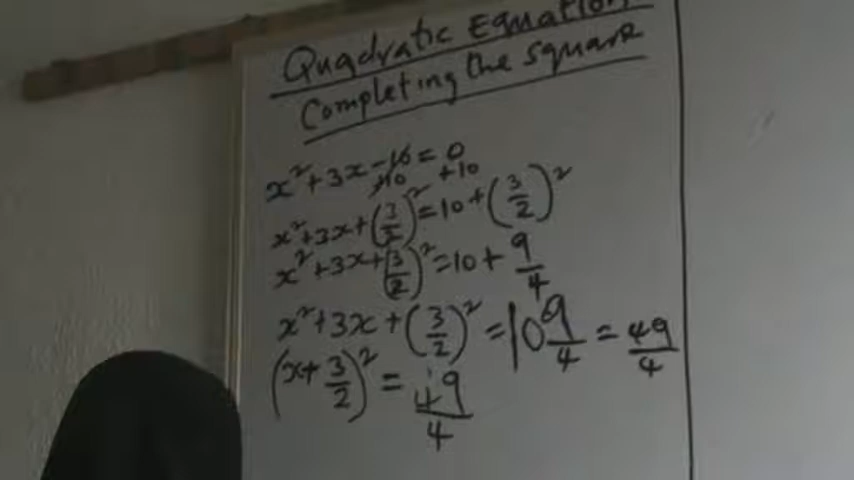 Quadratic Equation
Completing the square
x² + 3x - 10 = 0
+10 +10
x² + 3x + (3/2)² = 10 + (3/2)²
x² + 3x + (3/2)² = 10 + 9/4
x² + 3x + (3/2)² = 10 9/4 = 49/4
(x + 3/2)² = 49/4